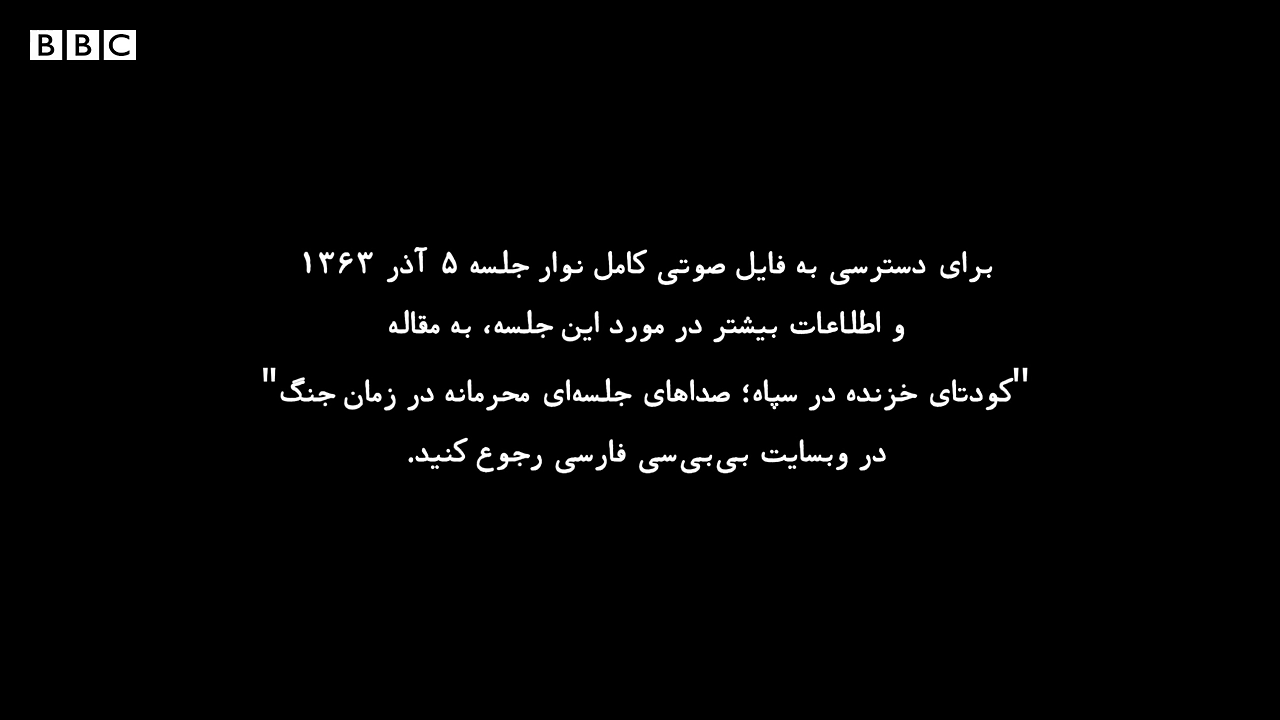 BBC
برای دسترسی به فایل صوتی کامل نوار جلسه ۵ آذر ۱۳۶۳
و اطلاعات بیشتر در مورد این جلسه، به مقاله
"کودتای خزنده در سپاه؛ صداهای جلسه‌ای محرمانه در زمان جنگ"
در وبسایت بی‌بی‌سی فارسی رجوع کنید.